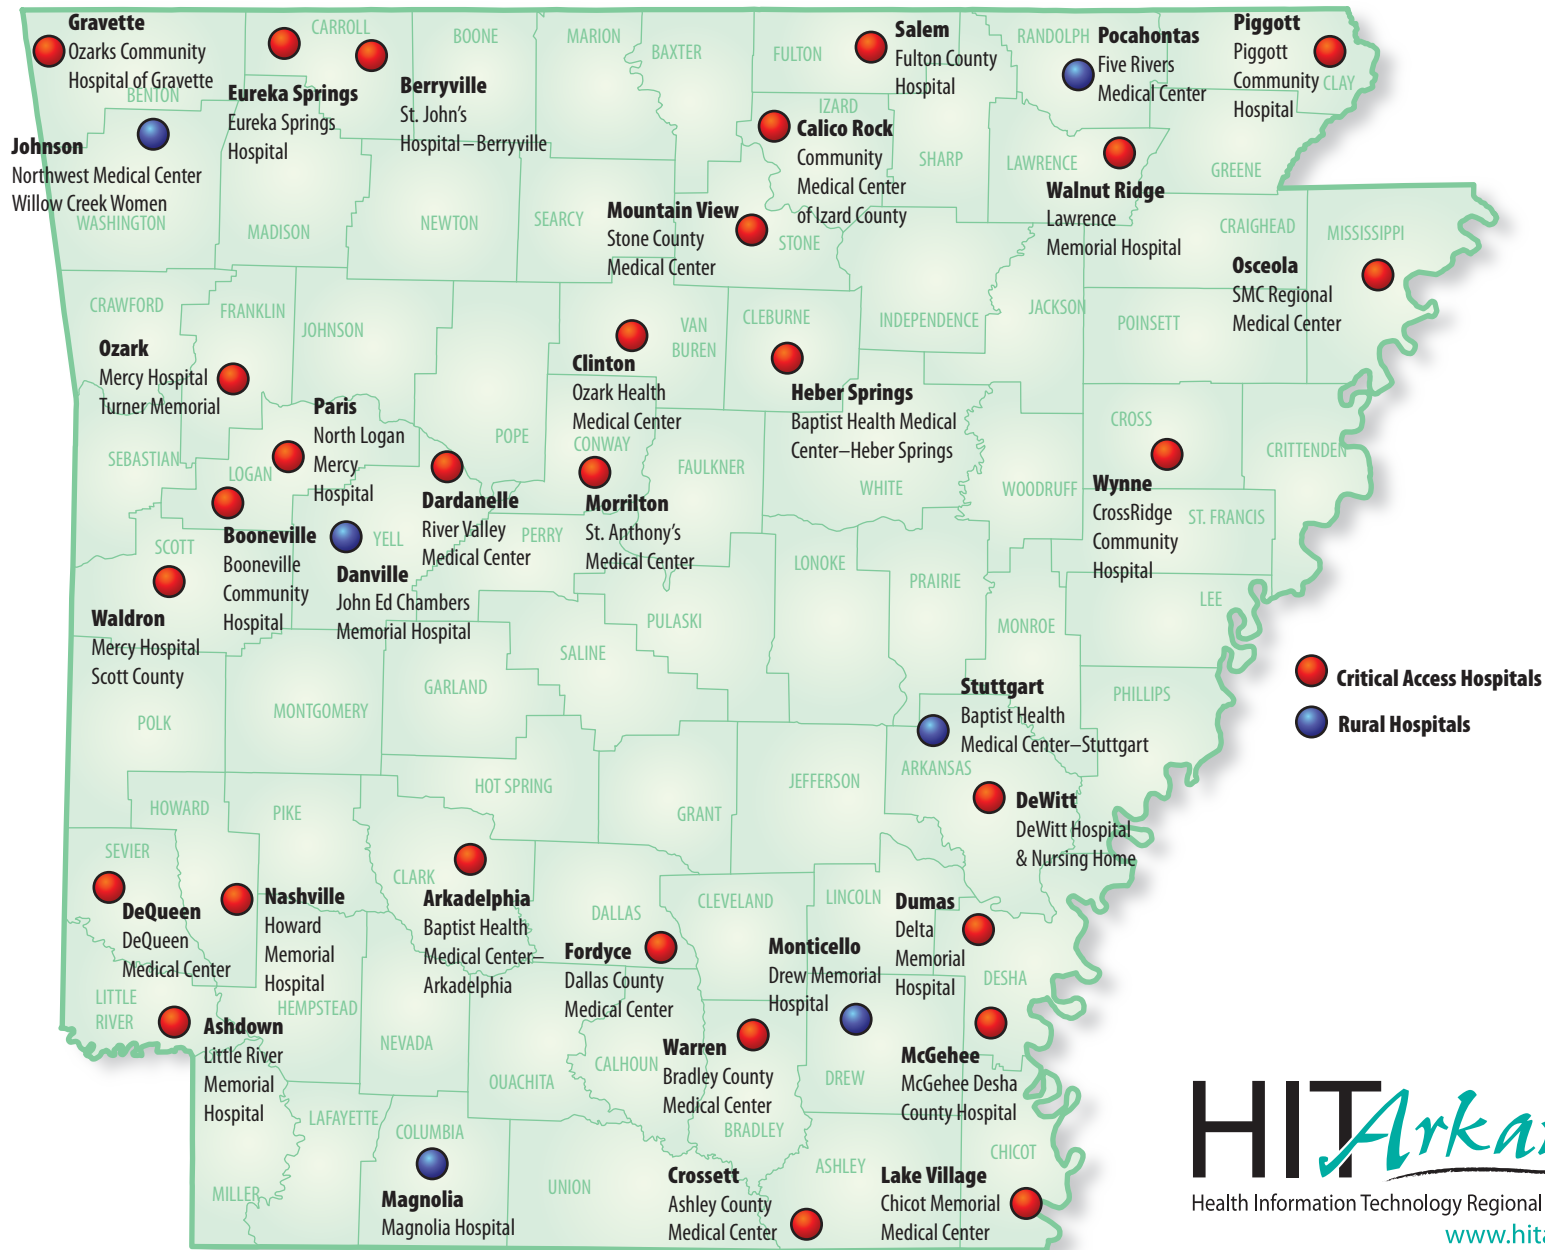 Gravette
Ozarks Community
Hospital of Gravette
BENTON
CARROLL
Eureka Springs
Eureka Springs
Hospital
BOONE
Berryville
St. John's
Hospital–Berryville
MARION
BAXTER
FULTON
Salem
Fulton County
Hospital
RANDOLPH
Pocahontas
Five Rivers
Medical Center
Piggott
Piggott
Community
Hospital
CLAY
Johnson
Northwest Medical Center
Willow Creek Women
WASHINGTON
MADISON
NEWTON
SEARCY
IZARD
Calico Rock
Community
Medical Center
of Izard County
SHARP
LAWRENCE
Walnut Ridge
Lawrence
Memorial Hospital
GREENE
Mountain View
Stone County
Medical Center
STONE
CRAIGHEAD
MISSISSIPPI
Osceola
SMC Regional
Medical Center
CRAWFORD
FRANKLIN
JOHNSON
VAN
BUREN
CLEBURNE
INDEPENDENCE
JACKSON
POINSETT
Ozark
Mercy Hospital
Turner Memorial
Clinton
Ozark Health
Medical Center
Heber Springs
Baptist Health Medical
Center–Heber Springs
Paris
North Logan
Mercy
Hospital
POPE
CONWAY
FAULKNER
WHITE
WOODRUFF
CROSS
CRITTENDEN
SEBASTIAN
LOGAN
Dardanelle
River Valley
Medical Center
Morrilton
St. Anthony's
Medical Center
Wynne
CrossRidge
Community
Hospital
ST. FRANCIS
SCOTT
Booneville
Booneville
Community
Hospital
YELL
PERRY
Danville
John Ed Chambers
Memorial Hospital
LONOKE
PRAIRIE
LEE
Waldron
Mercy Hospital
Scott County
PULASKI
SALINE
MONROE
GARLAND
Critical Access Hospitals
Rural Hospitals
POLK
MONTGOMERY
Stuttgart
Baptist Health
Medical Center–Stuttgart
PHILLIPS
ARKANSAS
HOT SPRING
JEFFERSON
GRANT
HOWARD
PIKE
DeWitt
DeWitt Hospital
& Nursing Home
SEVIER
CLARK
DeQueen
DeQueen
Medical Center
Nashville
Howard
Memorial
Hospital
Arkadelphia
Baptist Health
Medical Center–
Arkadelphia
DALLAS
Fordyce
Dallas County
Medical Center
CLEVELAND
LINCOLN
Monticello
Drew Memorial
Hospital
Dumas
Delta
Memorial
Hospital
DESHA
LITTLE
RIVER
Ashdown
Little River
Memorial
Hospital
HEMPSTEAD
NEVADA
OUACHITA
CALHOUN
Warren
Bradley County
Medical Center
BRADLEY
DREW
McGehee
McGehee Desha
County Hospital
LAFAYETTE
COLUMBIA
Magnolia
Magnolia Hospital
MILLER
UNION
Crossett
Ashley County
Medical Center
ASHLEY
Lake Village
Chicot Memorial
Medical Center
CHICOT
HIT Arka
Health Information Technology Regional
www.hita